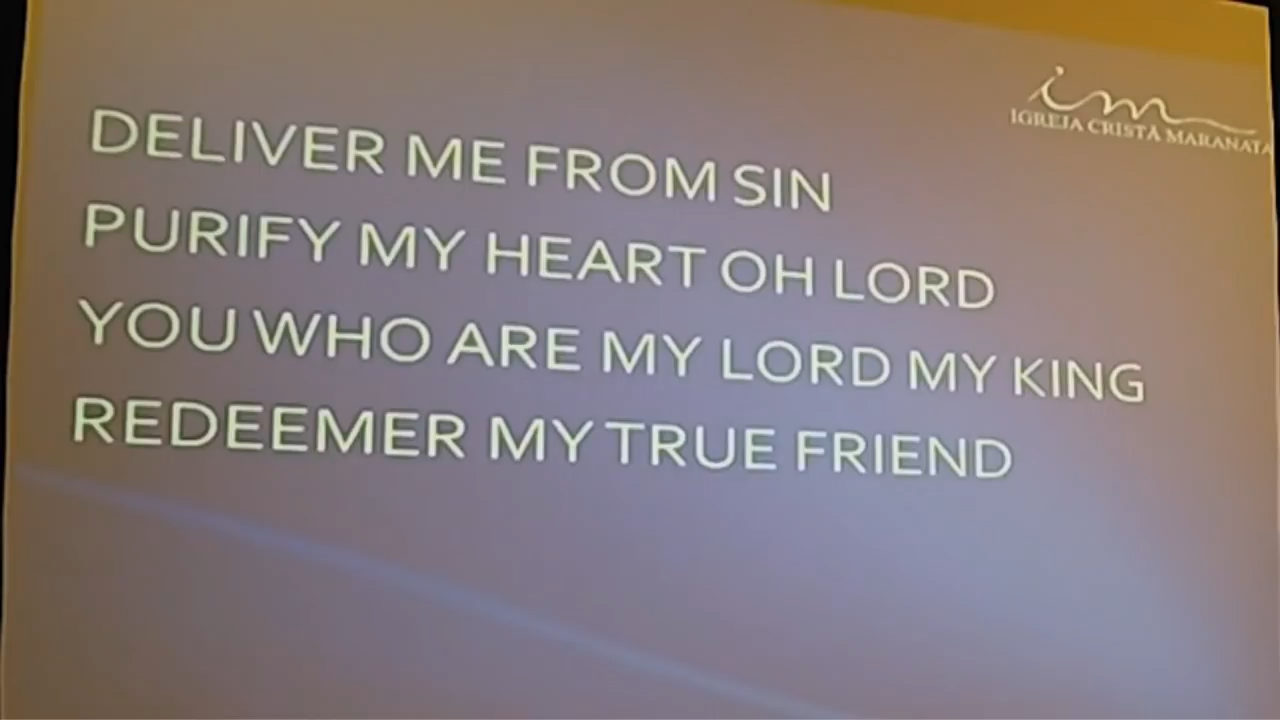 im
IGREJA CRISTÃ MARANATA
DELIVER ME FROM SIN
PURIFY MY HEART OH LORD
YOU WHO ARE MY LORD MY KING
REDEEMER MY TRUE FRIEND